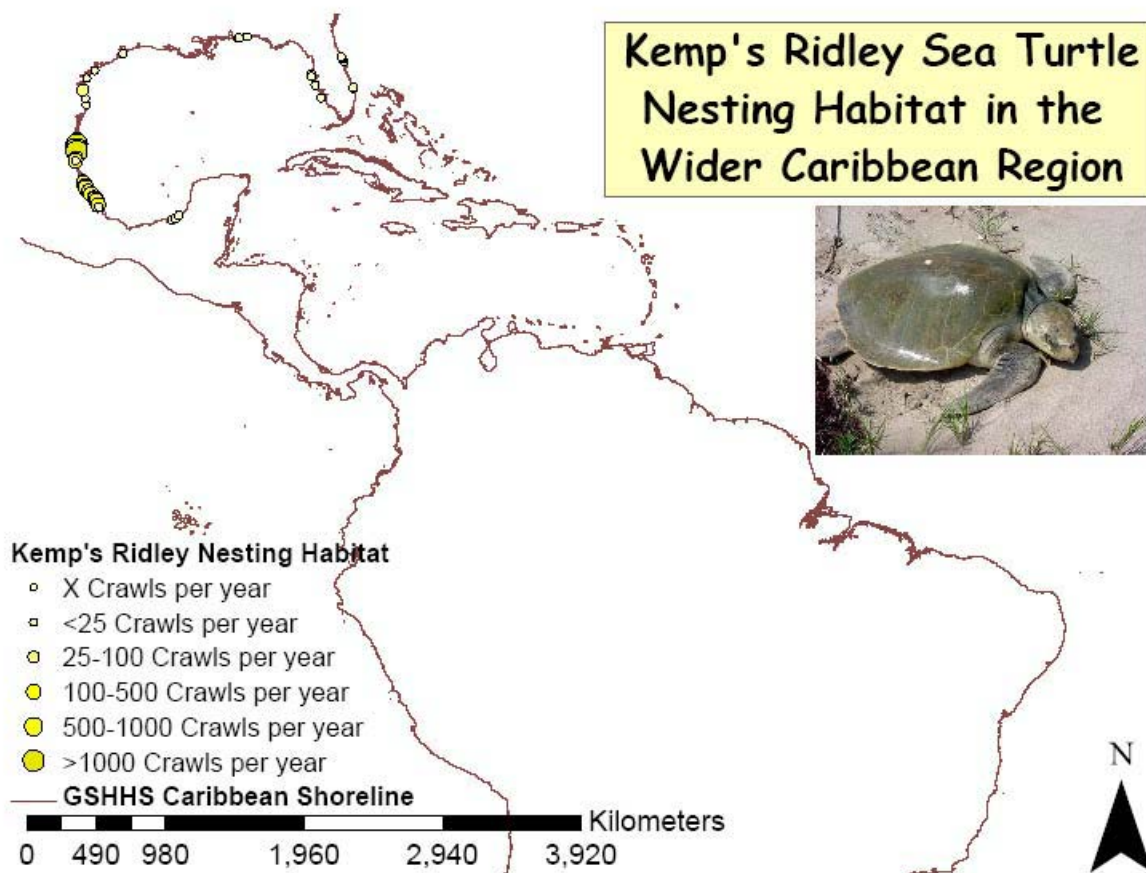 Kemp's Ridley Sea Turtle
Nesting Habitat in the
Wider Caribbean Region
Kemp's Ridley Nesting Habitat
X Crawls per year
<25 Crawls per year
25-100 Crawls per year
100-500 Crawls per year
500-1000 Crawls per year
>1000 Crawls per year
GSHHS Caribbean Shoreline
Kilometers
0 490 980 1,960 2,940 3,920
N